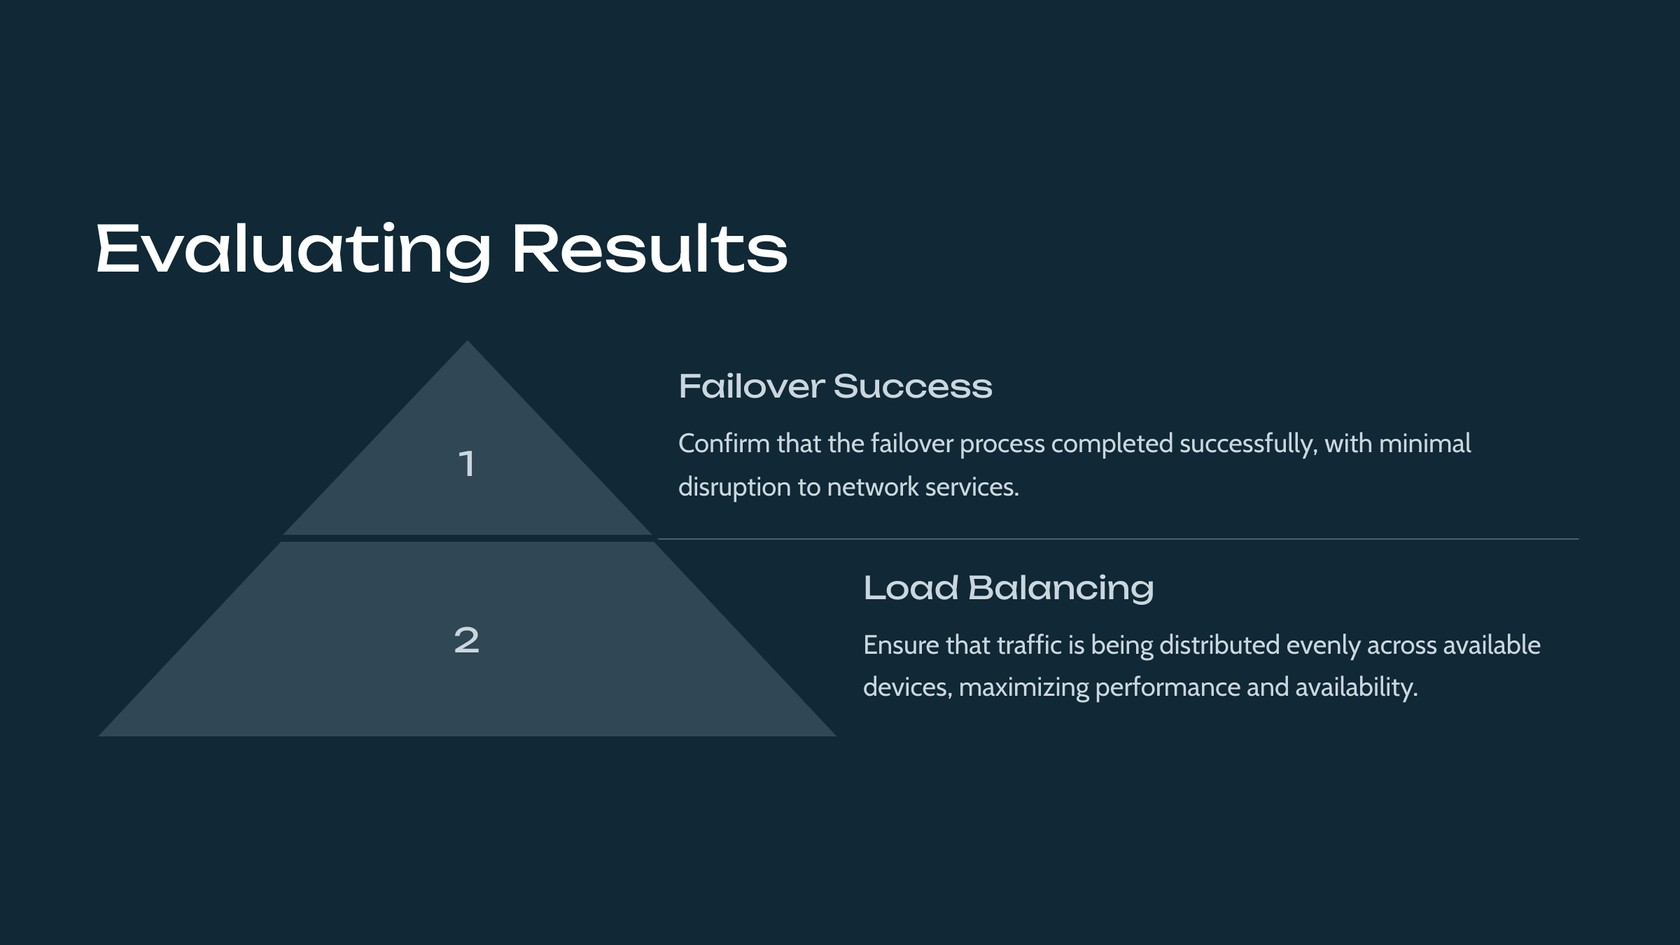 Evaluating Results
1
Failover Success
Confirm that the failover process completed successfully, with minimal
disruption to network services.
2
Load Balancing
Ensure that traffic is being distributed evenly across available
devices, maximizing performance and availability.